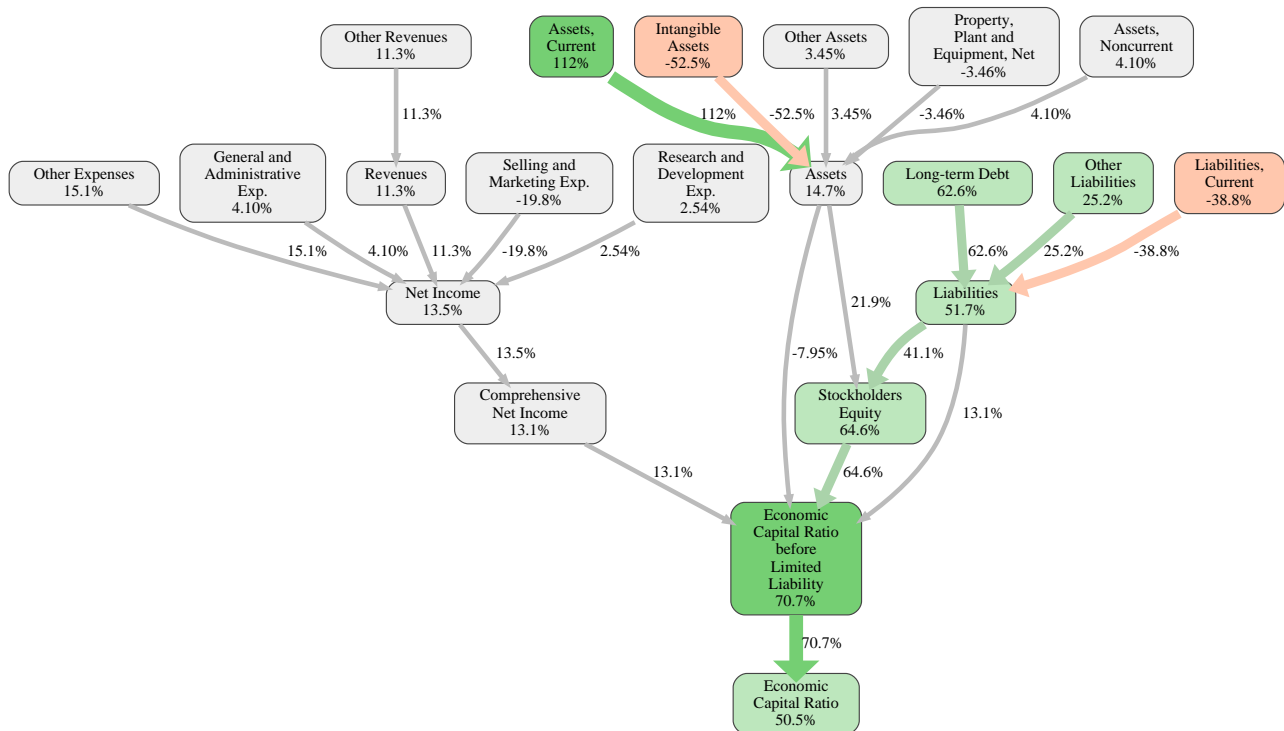 Other Revenues
11.3%
Assets,
Current
112%
Intangible
Assets
-52.5%
Other Assets
3.45%
Property,
Plant and
Equipment, Net
-3.46%
Assets,
Noncurrent
4.10%
11.3%
112%
-52.5%
3.45%
-3.46%
4.10%
Other Expenses
15.1%
General and
Administrative
Exp.
4.10%
Revenues
11.3%
Selling and
Marketing Exp.
-19.8%
Research and
Development
Exp.
2.54%
Assets
14.7%
Long-term Debt
62.6%
Other
Liabilities
25.2%
Liabilities,
Current
-38.8%
15.1%
4.10%
11.3%
-19.8%
2.54%
62.6%
25.2%
-38.8%
Net Income
13.5%
Liabilities
51.7%
13.5%
-7.95%
21.9%
41.1%
13.1%
Comprehensive
Net Income
13.1%
Stockholders
Equity
64.6%
13.1%
64.6%
Economic
Capital Ratio
before
Limited
Liability
70.7%
70.7%
Economic
Capital Ratio
50.5%